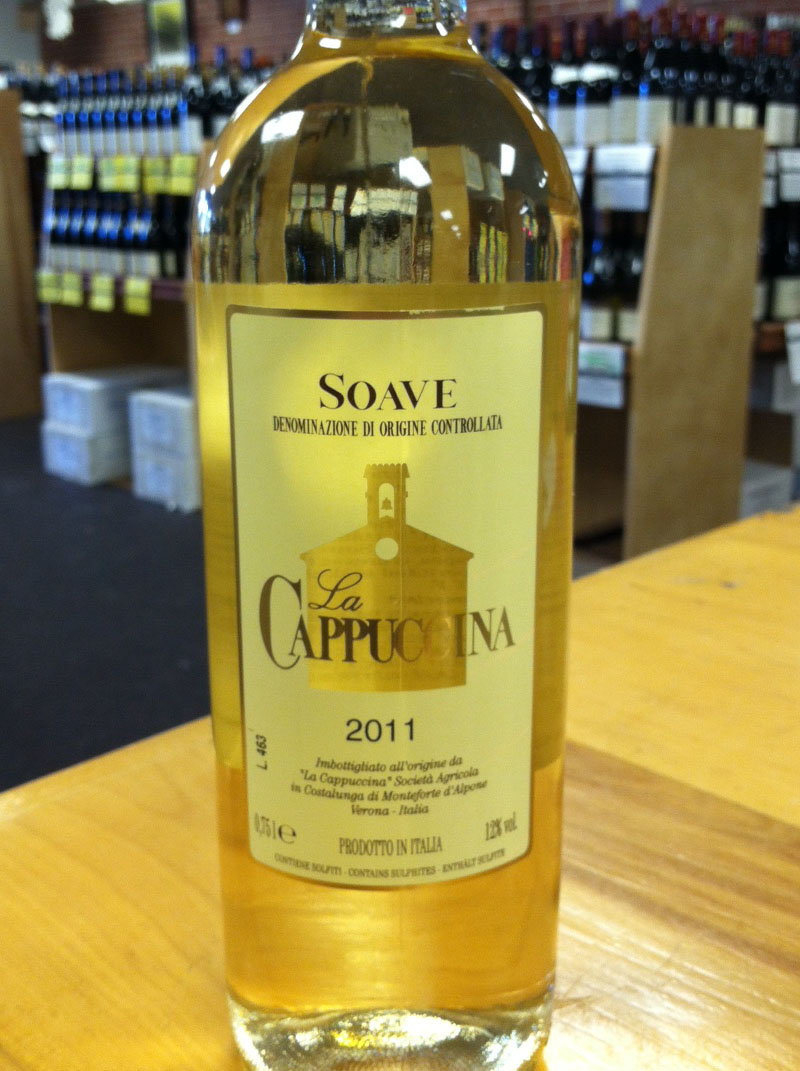 SOAVE
DENOMINAZIONE DI ORIGINE CONTROLLATA
La
CAPPUCCINA
2011
L. 463
Imbottigliato all'origine da
"La Cappuccina" Società Agricola
in Costalunga di Monteforte d'Alpone
Verona - Italia
0,75 l e
12% vol.
PRODOTTO IN ITALIA
CONTIENE SOLFITI - CONTAINS SULPHITES - ENTHÄLT SULFITE